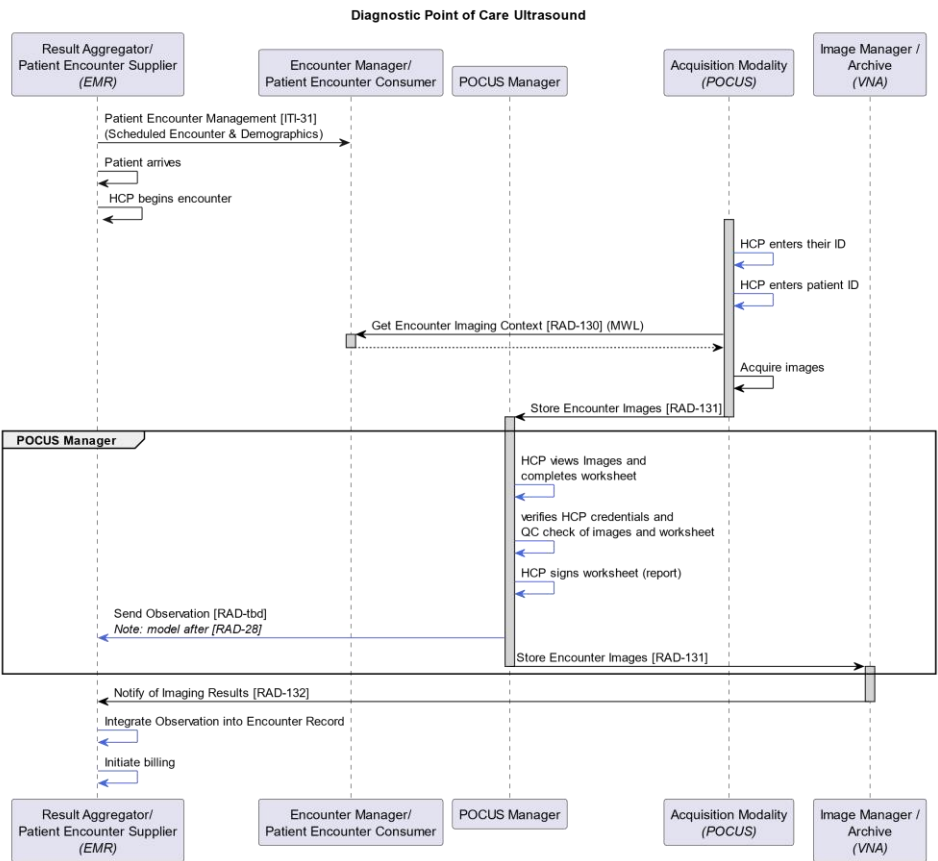 Diagnostic Point of Care Ultrasound
Result Aggregator/
Patient Encounter Supplier
(EMR)
Encounter Manager/
Patient Encounter Consumer
POCUS Manager
Acquisition Modality
(POCUS)
Image Manager /
Archive
(VNA)
Patient Encounter Management [ITI-31]
(Scheduled Encounter & Demographics)
Patient arrives
HCP begins encounter
HCP enters their ID
HCP enters patient ID
Get Encounter Imaging Context [RAD-130] (MWL)
Acquire images
Store Encounter Images [RAD-131]
POCUS Manager
HCP views Images and
completes worksheet
verifies HCP credentials and
QC check of images and worksheet
HCP signs worksheet (report)
Send Observation [RAD-tbd]
Note: model after [RAD-28]
Store Encounter Images [RAD-131]
Notify of Imaging Results [RAD-132]
Integrate Observation into Encounter Record
Initiate billing
Result Aggregator/
Patient Encounter Supplier
(EMR)
Encounter Manager/
Patient Encounter Consumer
POCUS Manager
Acquisition Modality
(POCUS)
Image Manager /
Archive
(VNA)